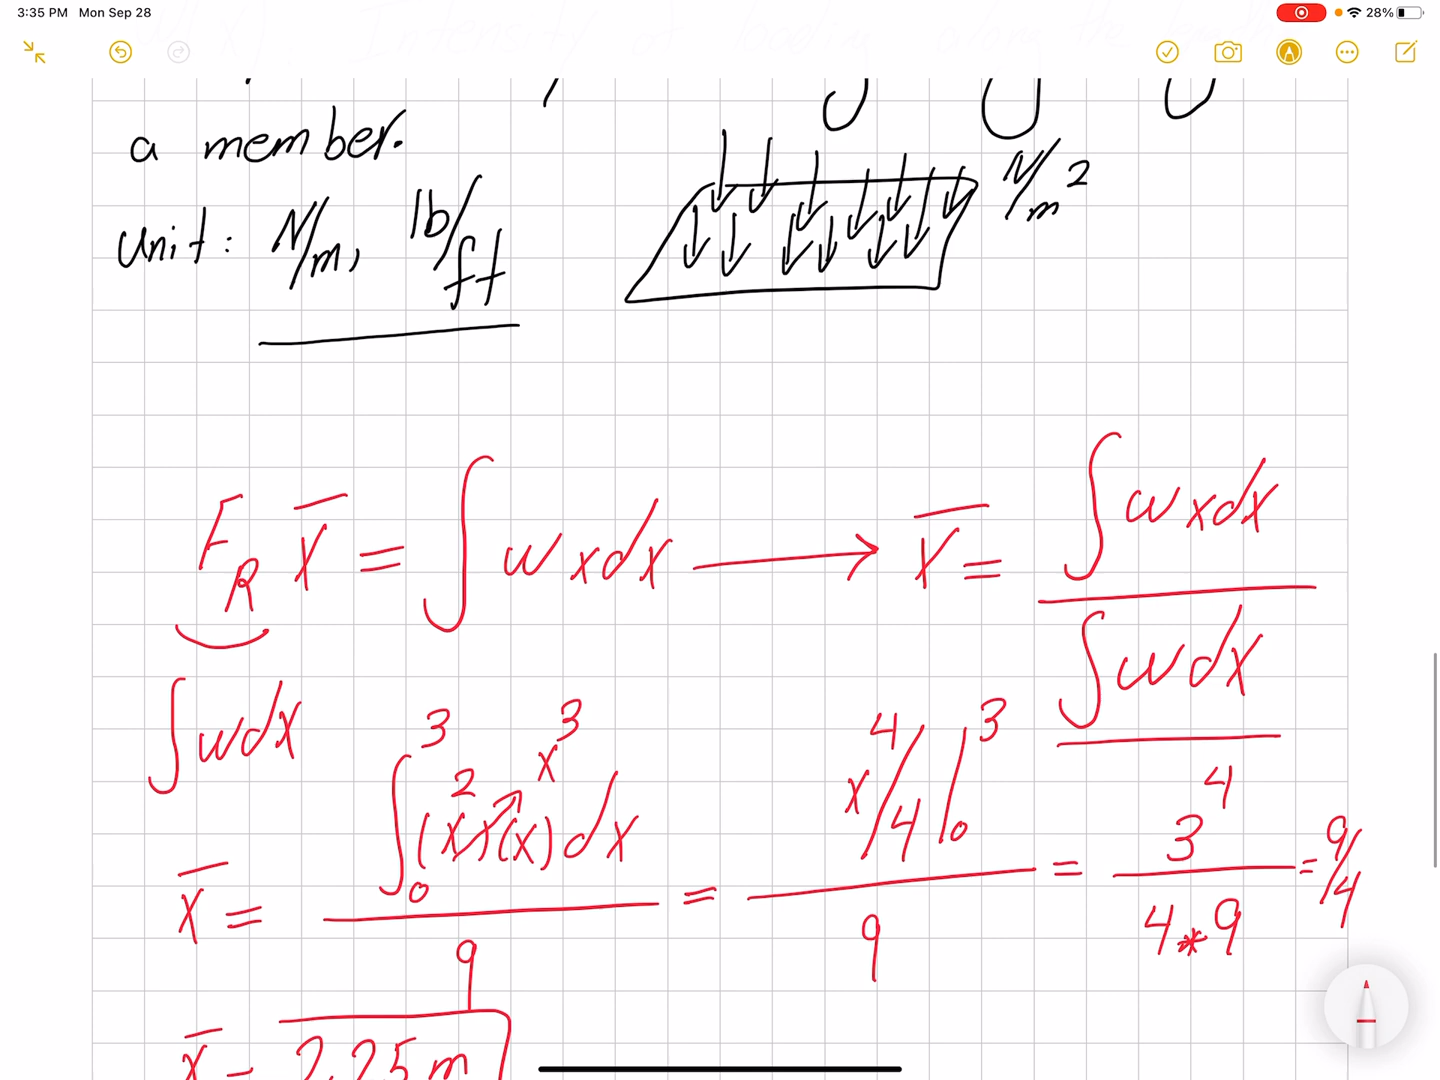 3:35 PM Mon Sep 28
28%
a member.
unit: N/m, lb/ft
N/m²
F_R x̅ = ∫ w x dx → x̅ = ∫ w x dx / ∫ w dx
∫ w dx
x³
x̅ = ∫₀³ (x²)(x) dx / 9 = x⁴/4 |₀³ / 9 = 3⁴ / 4*9 = 9/4
x̅ = 2.25 m